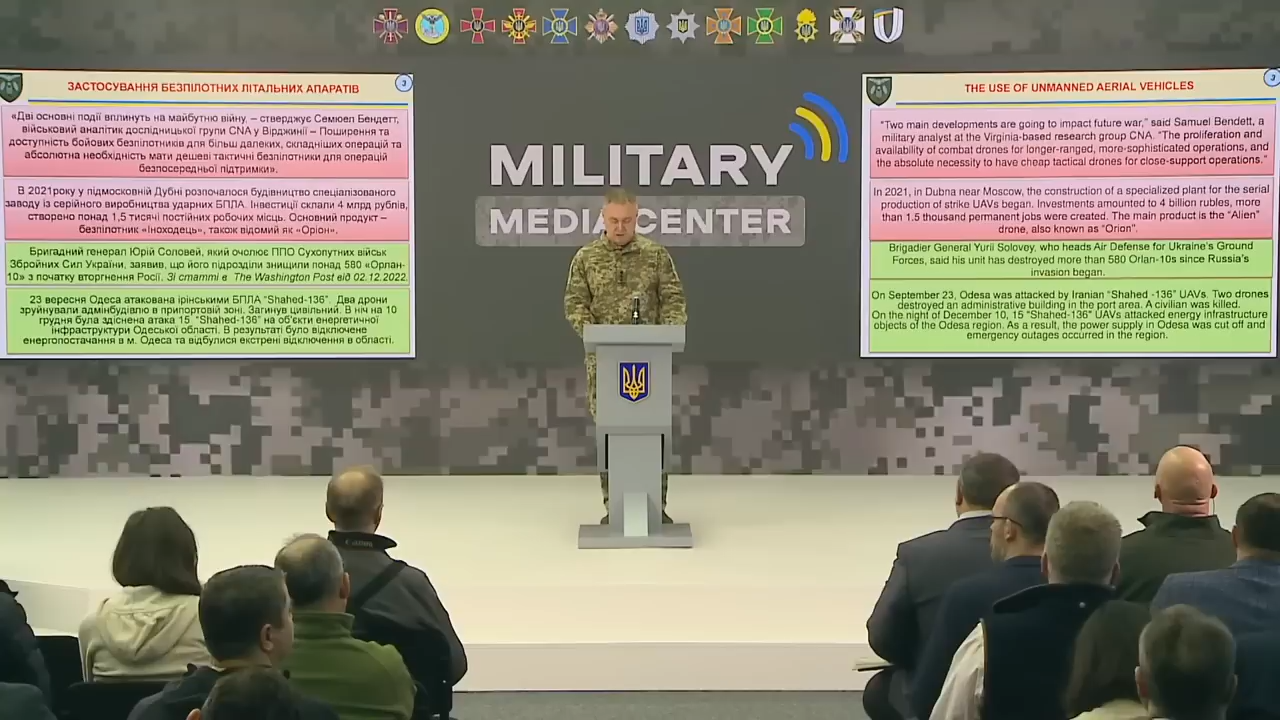 ЗАСТОСУВАННЯ БЕЗПІЛОТНИХ ЛІТАЛЬНИХ АПАРАТІВ
3
«Дві основні події вплинуть на майбутню війну, – стверджує Семюел Бендетт,
військовий аналітик дослідницької групи CNA у Вірджинії – Поширення та
доступність бойових безпілотників для більш далеких, складніших операцій та
абсолютна необхідність мати дешеві тактичні безпілотники для операцій
безпосередньої підтримки».
В 2021року у підмосковній Дубні розпочалося будівництво спеціалізованого
заводу із серійного виробництва ударних БПЛА. Інвестиції склали 4 млрд рублів,
створено понад 1,5 тисячі постійних робочих місць. Основний продукт –
безпілотник «Іноходець», також відомий як «Оріон».
Бригадний генерал Юрій Соловей, який очолює ППО Сухопутних військ
Збройних Сил України, заявив, що його підрозділи знищили понад 580 «Орлан-
10» з початку вторгнення Росії. Зі статті в The Washington Post від 02.12.2022.
23 вересня Одеса атакована ірінськими БПЛА "Shahed-136". Два дрони
зруйнували адмінбудівлю в припортовій зоні. Загинув цивільний. В ніч на 10
грудня була здіснена атака 15 "Shahed-136" на об'єкти енергетичної
інфраструктури Одеської області. В результаті було відключене
енергопостачання в м. Одеса та відбулися екстрені відключення в області.
MILITARY
MEDIA CENTER
THE USE OF UNMANNED AERIAL VEHICLES
3
"Two main developments are going to impact future war," said Samuel Bendett, a
military analyst at the Virginia-based research group CNA. "The proliferation and
availability of combat drones for longer-ranged, more-sophisticated operations, and
the absolute necessity to have cheap tactical drones for close-support operations."
In 2021, in Dubna near Moscow, the construction of a specialized plant for the serial
production of strike UAVs began. Investments amounted to 4 billion rubles, more
than 1.5 thousand permanent jobs were created. The main product is the "Alien"
drone, also known as "Orion".
Brigadier General Yurii Solovey, who heads Air Defense for Ukraine's Ground
Forces, said his unit has destroyed more than 580 Orlan-10s since Russia's
invasion began.
On September 23, Odesa was attacked by Iranian "Shahed -136" UAVs. Two drones
destroyed an administrative building in the port area. A civilian was killed.
On the night of December 10, 15 "Shahed-136" UAVs attacked energy infrastructure
objects of the Odesa region. As a result, the power supply in Odesa was cut off and
emergency outages occurred in the region.
Canon